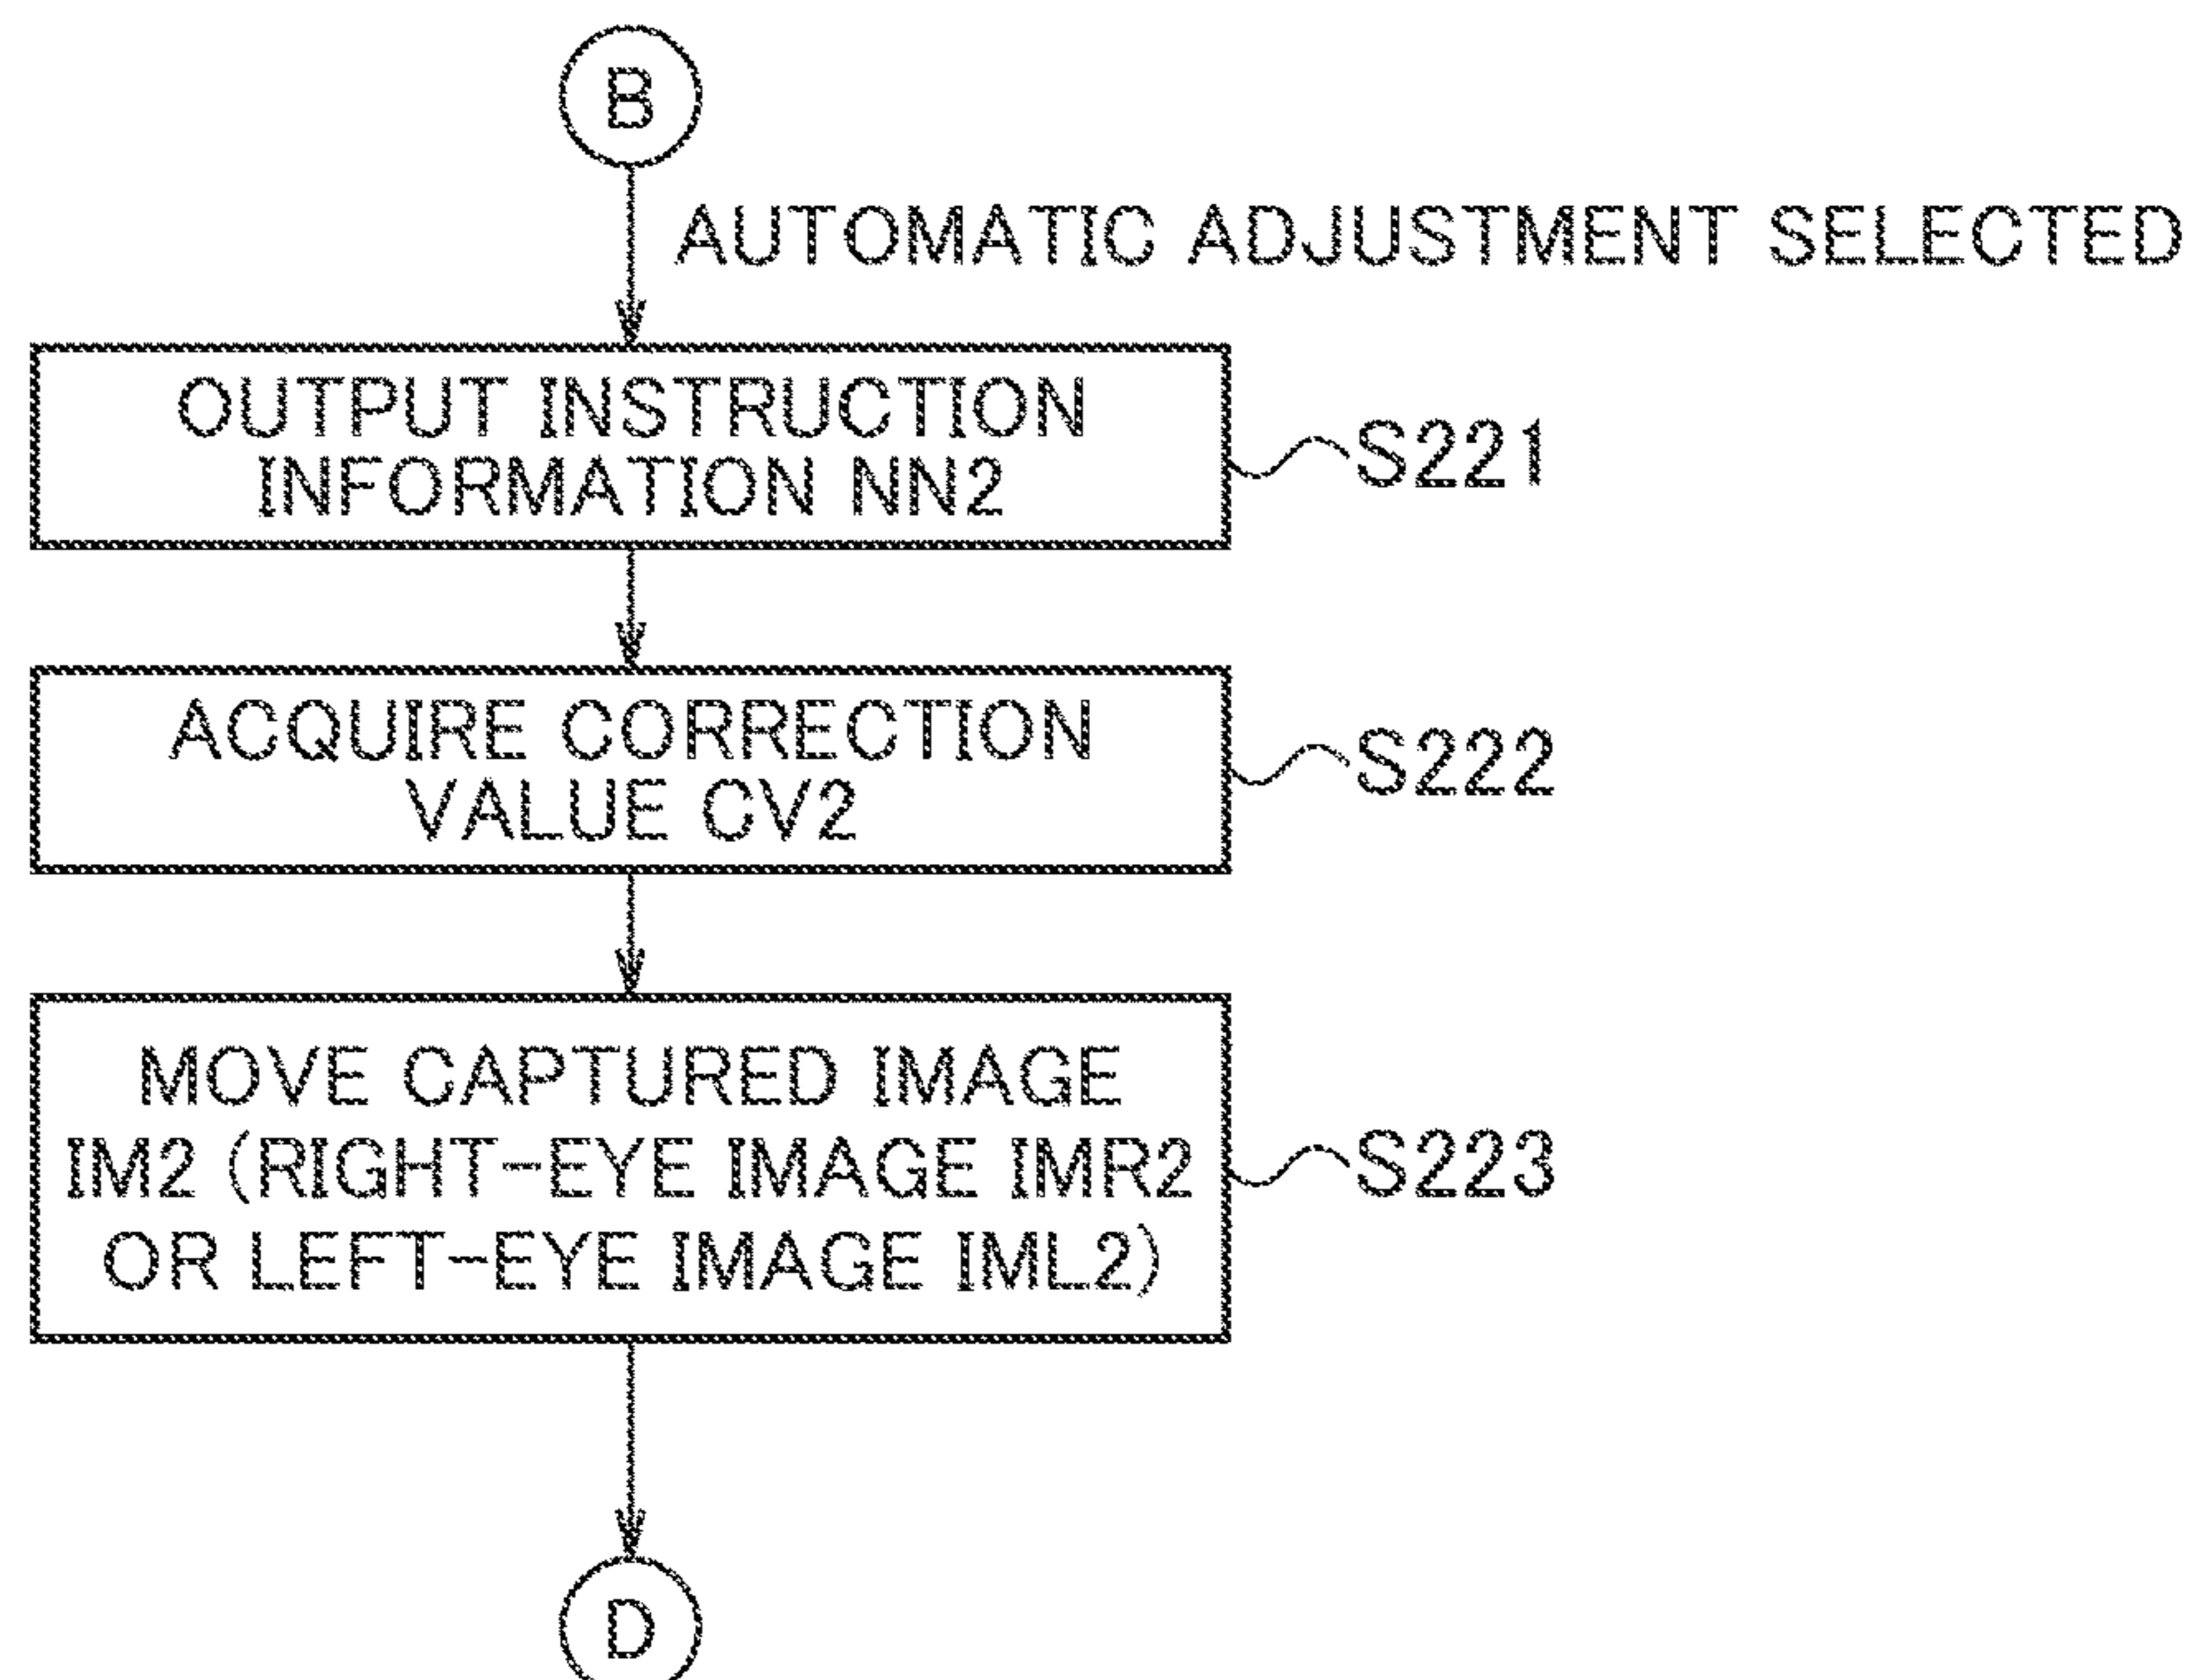 B
AUTOMATIC ADJUSTMENT SELECTED
OUTPUT INSTRUCTION
INFORMATION NN2
S221
ACQUIRE CORRECTION
VALUE CV2
S222
MOVE CAPTURED IMAGE
IM2 (RIGHT-EYE IMAGE IMR2
OR LEFT-EYE IMAGE IML2)
S223
D